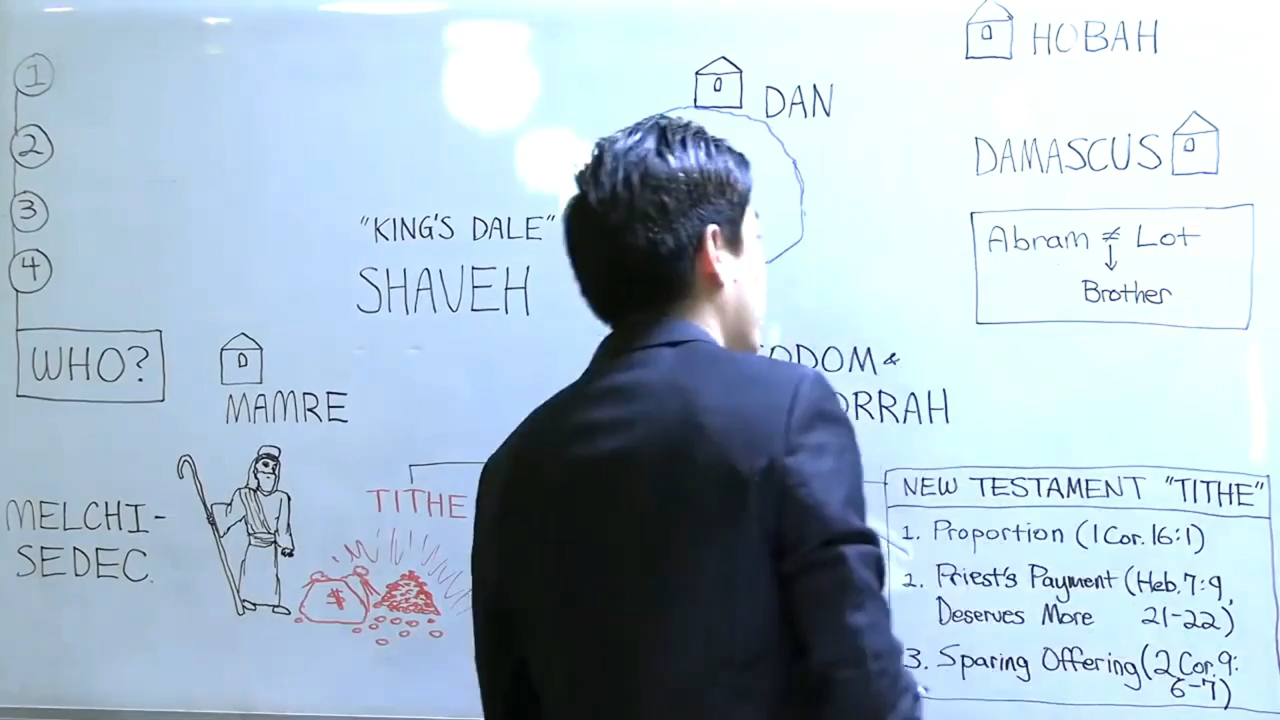 1
2
3
4
WHO?
HOBAH
DAN
DAMASCUS
Abram ≠ Lot
↓
Brother
"KING'S DALE"
SHAVEH
MAMRE
&
MELCHI-
SEDEC.
TITHE
$
NEW TESTAMENT "TITHE"
1. Proportion (1 Cor. 16:1)
2. Priest's Payment (Heb. 7:9,
Deserves More 21-22)
3. Sparing Offering (2 Cor. 9:
6-7)